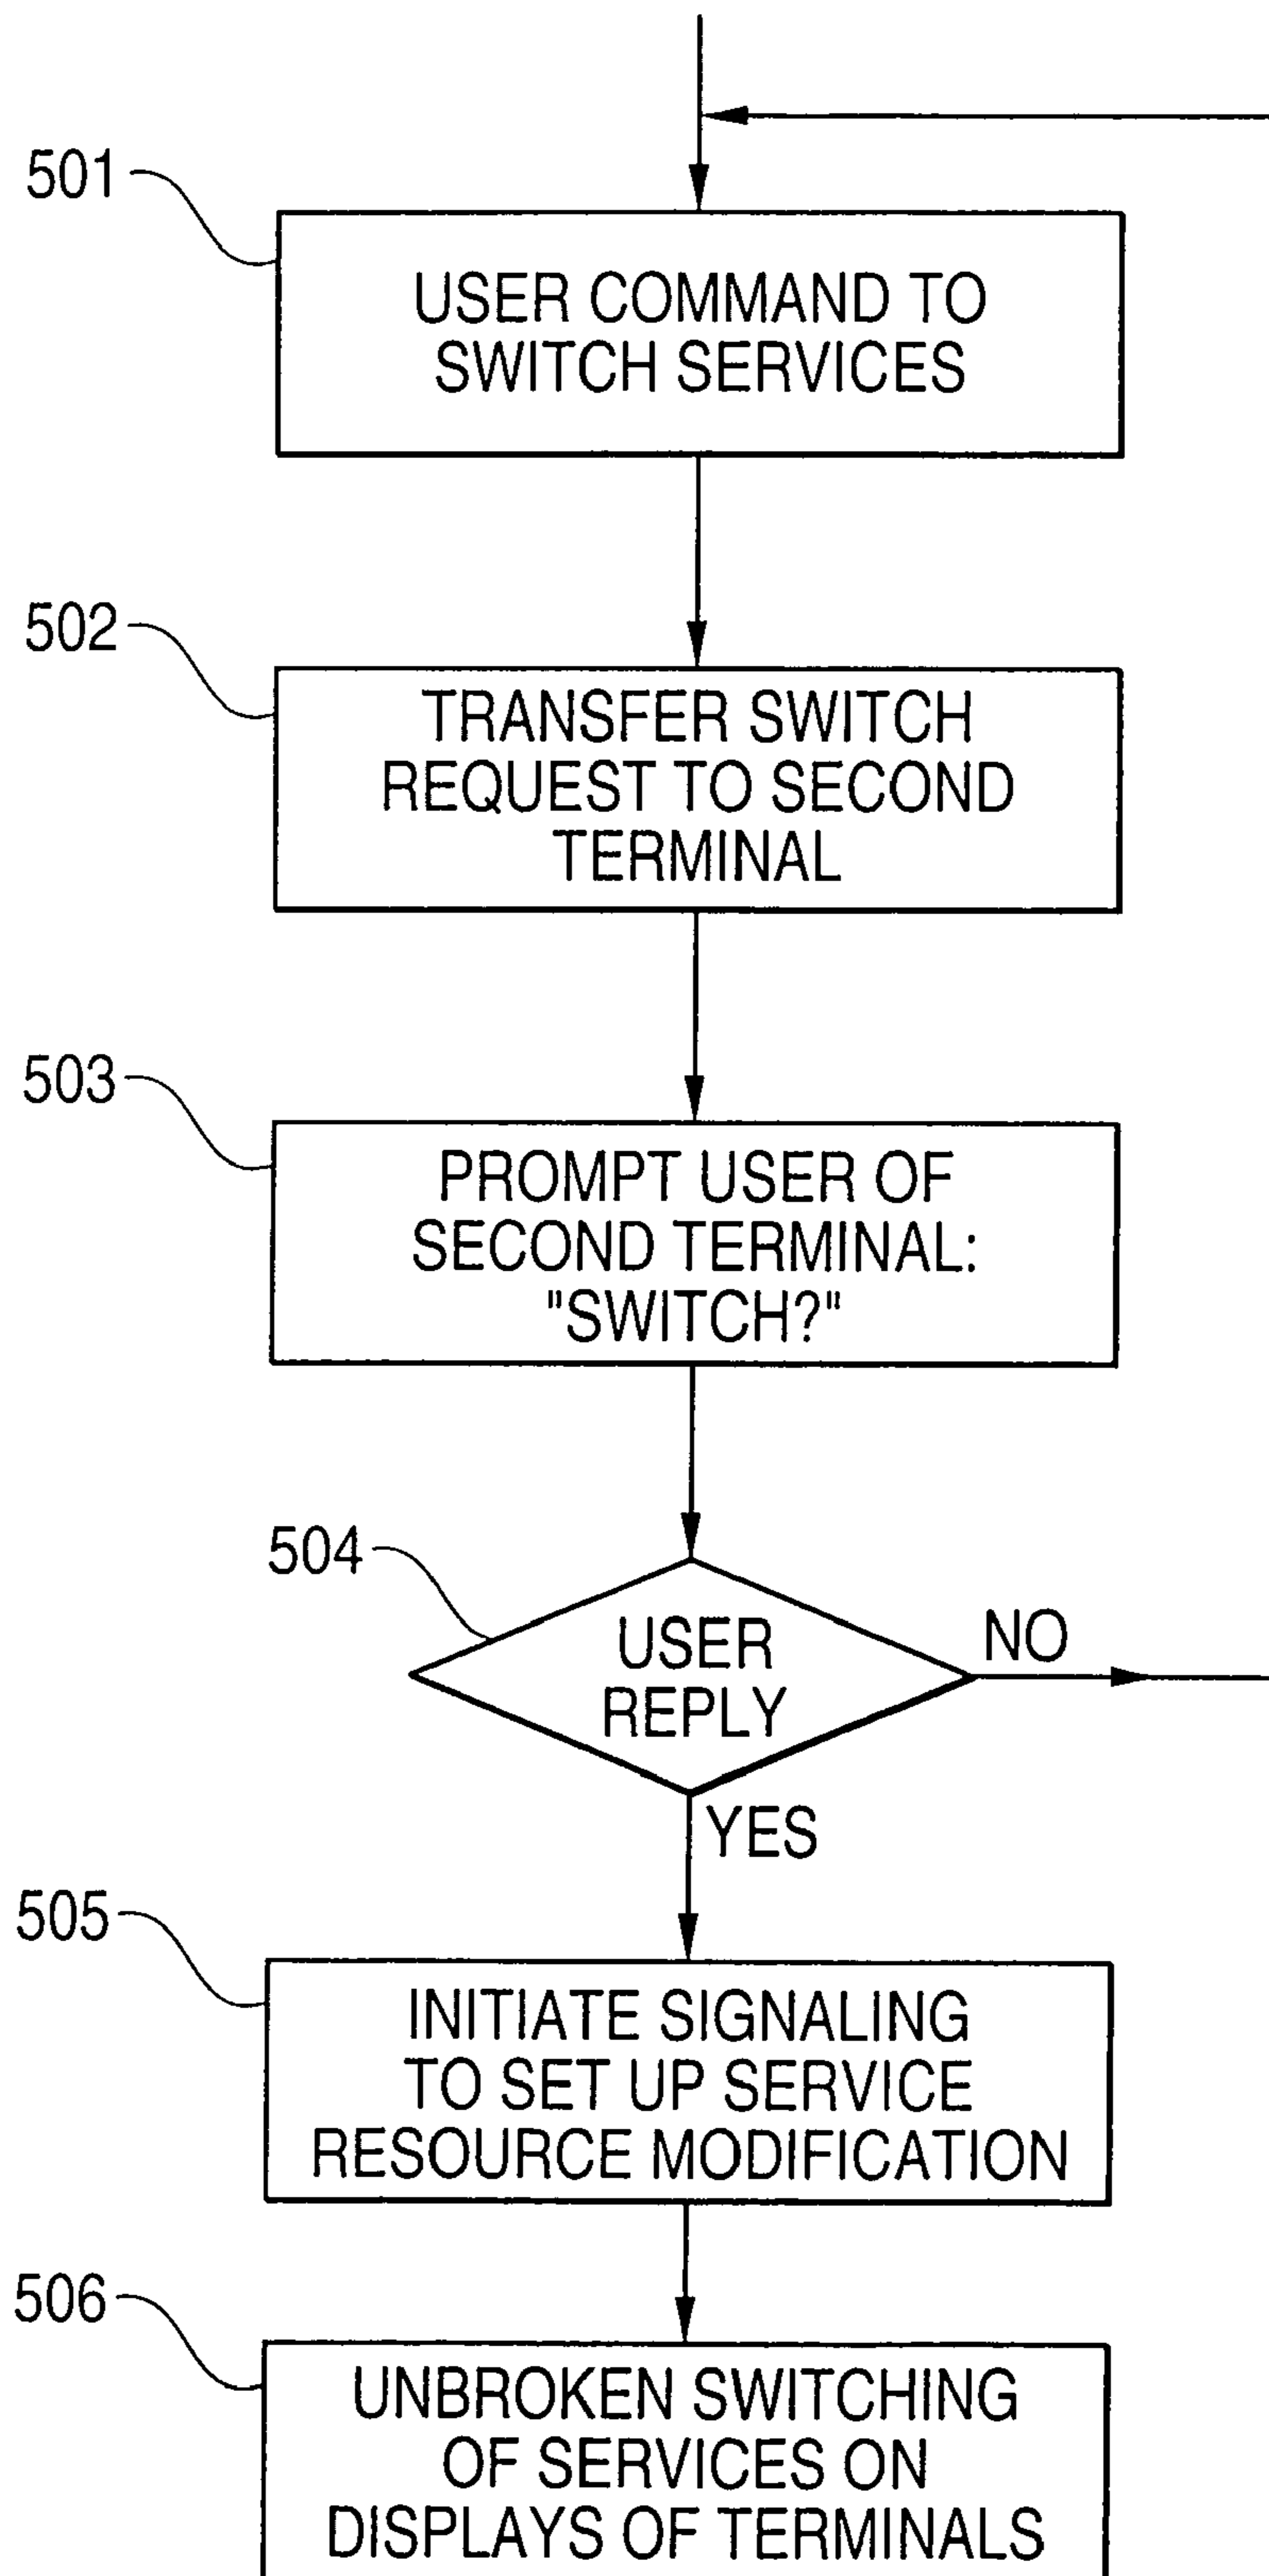 501
USER COMMAND TO
SWITCH SERVICES
502
TRANSFER SWITCH
REQUEST TO SECOND
TERMINAL
503
PROMPT USER OF
SECOND TERMINAL:
"SWITCH?"
504
USER
REPLY
NO
YES
505
INITIATE SIGNALING
TO SET UP SERVICE
RESOURCE MODIFICATION
506
UNBROKEN SWITCHING
OF SERVICES ON
DISPLAYS OF TERMINALS